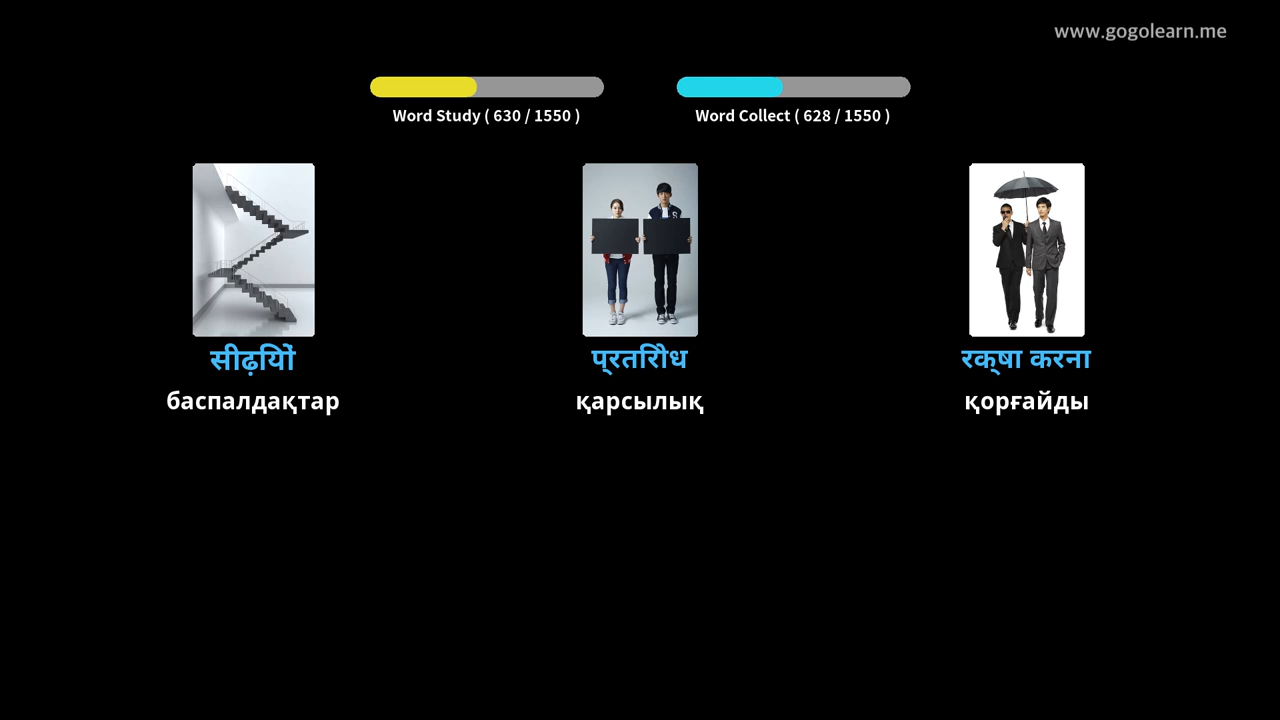 www.gogolearn.me
Word Study ( 630 / 1550 )
Word Collect ( 628 / 1550 )
सीढ़ियों
प्रतिरोध
रक्षा करना
баспалдақтар
қарсылық
қорғайды